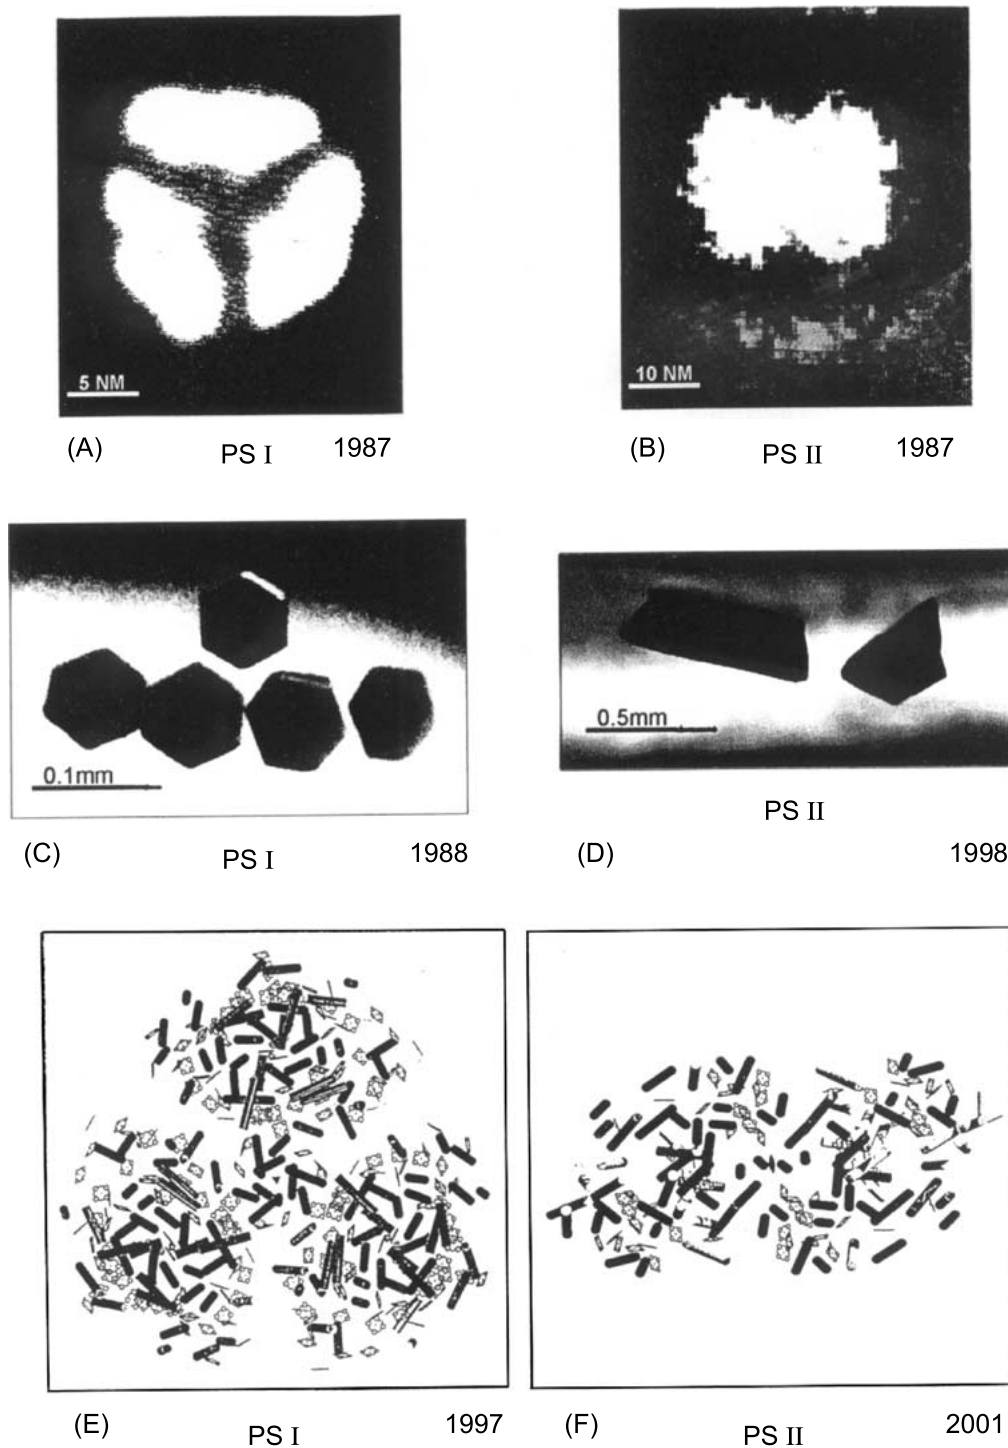 5 NM
10 NM
(A) PS I 1987
(B) PS II 1987
0.1mm
0.5mm
PS II
(C) PS I 1988
(D) 1998
(E) PS I 1997
(F) PS II 2001